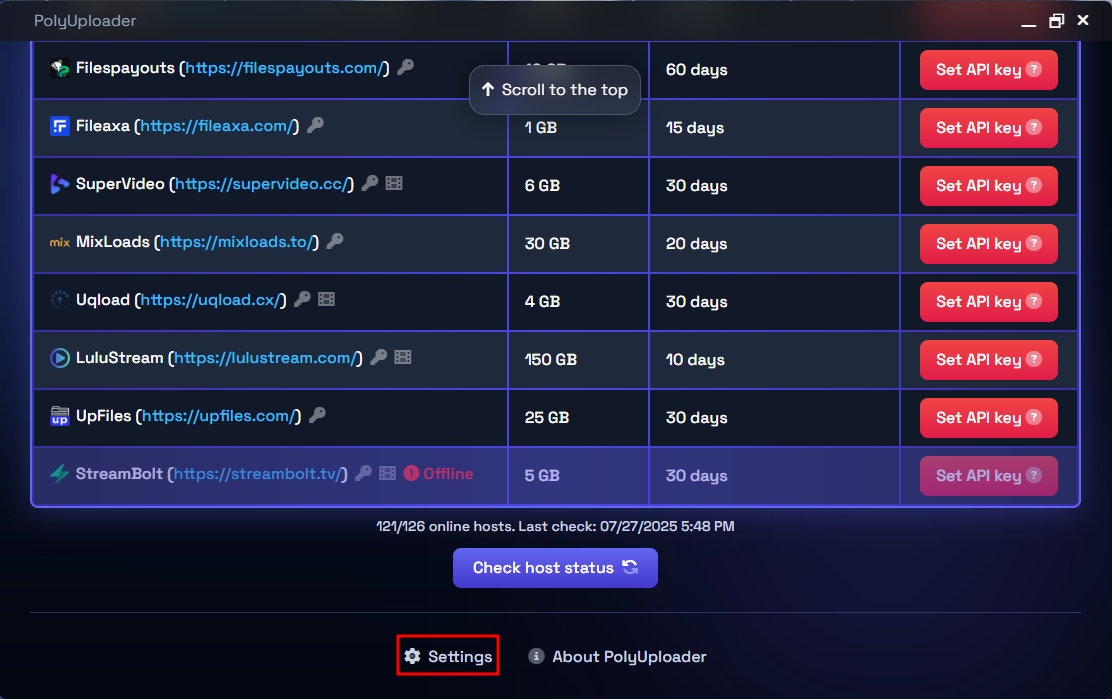 PolyUploader
Filespayouts (https://filespayouts.com/) 60 days Set API key ?
↑ Scroll to the top
Fileaxa (https://fileaxa.com/) 1 GB 15 days Set API key ?
SuperVideo (https://supervideo.cc/) 6 GB 30 days Set API key ?
mix MixLoads (https://mixloads.to/) 30 GB 20 days Set API key ?
Uqload (https://uqload.cx/) 4 GB 30 days Set API key ?
LuluStream (https://lulustream.com/) 150 GB 10 days Set API key ?
up UpFiles (https://upfiles.com/) 25 GB 30 days Set API key ?
StreamBolt (https://streambolt.tv/) ! Offline 5 GB 30 days Set API key ?
121/126 online hosts. Last check: 07/27/2025 5:48 PM
Check host status
Settings i About PolyUploader